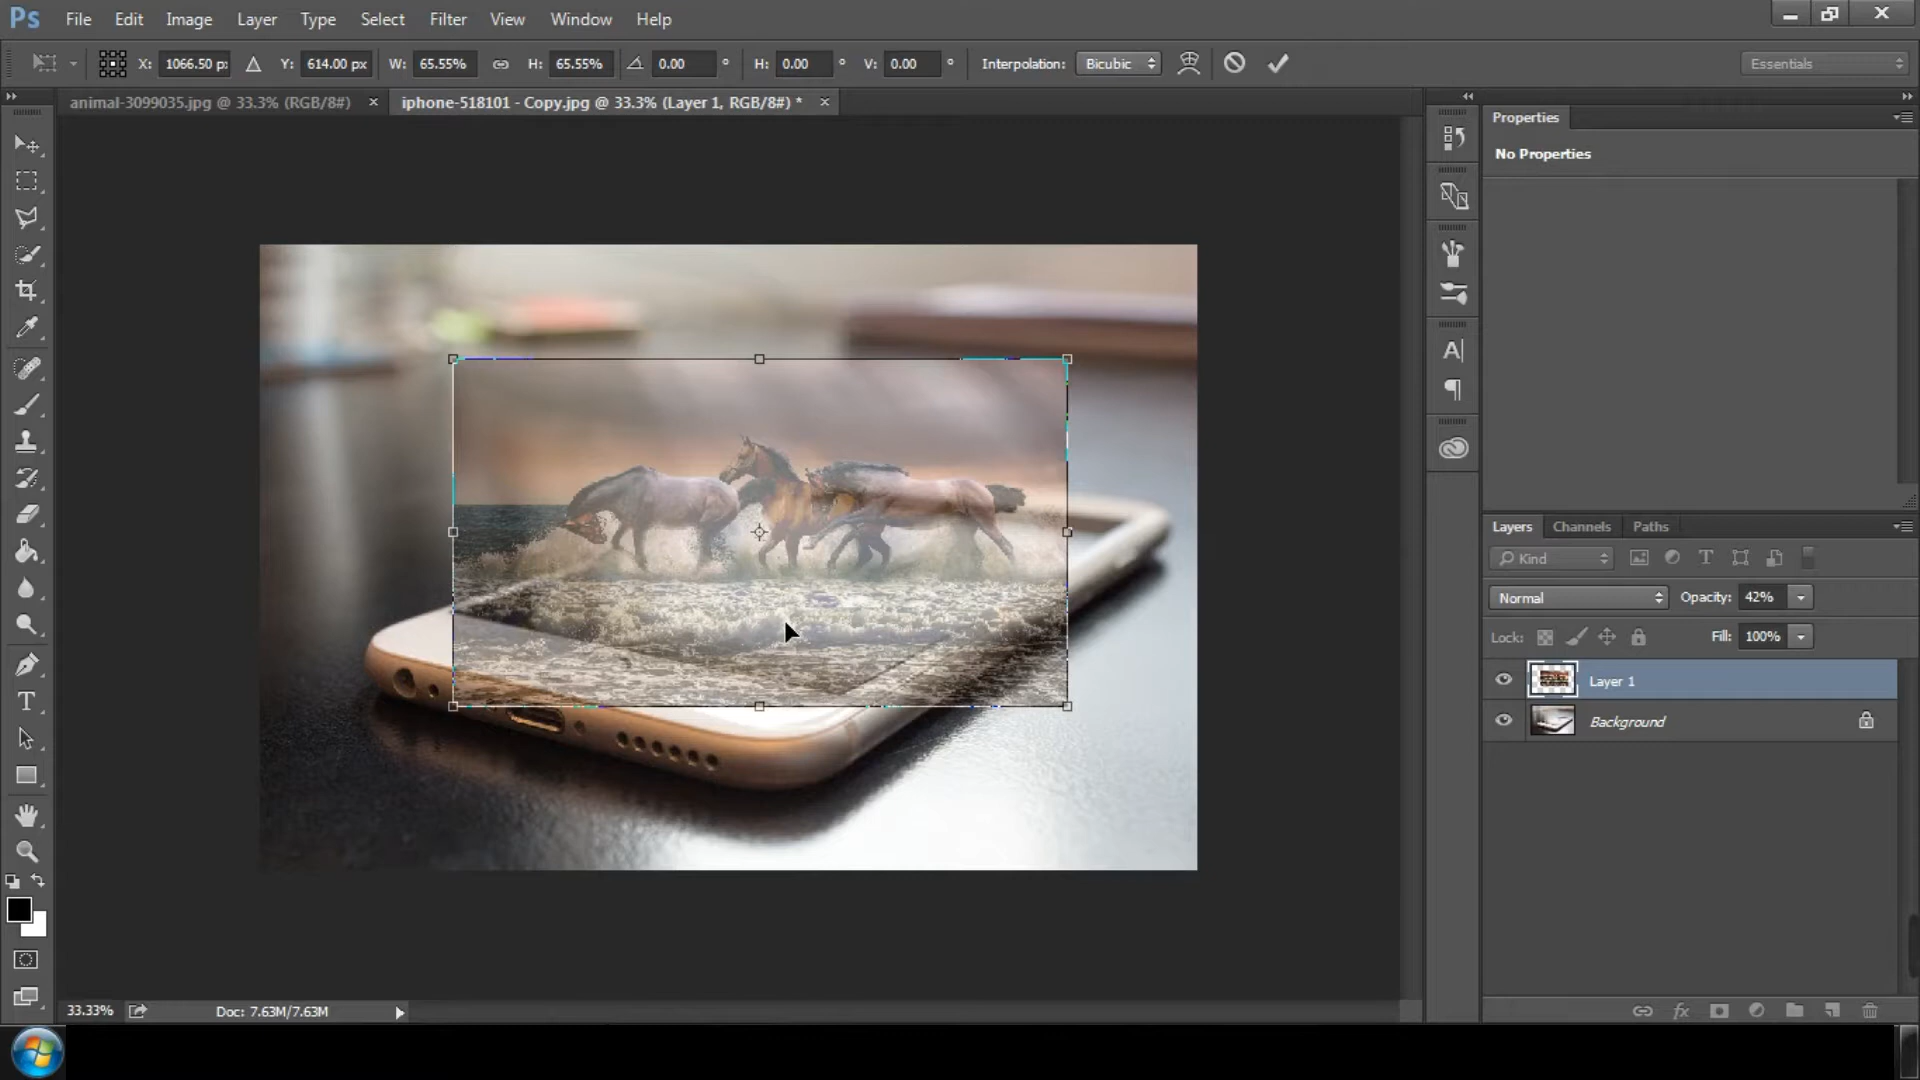 Ps File Edit Image Layer Type Select Filter View Window Help
X: 1066.50 p: Y: 614.00 px W: 65.55% H: 65.55% 0.00 ° H: 0.00 ° V: 0.00 ° Interpolation: Bicubic Essentials
animal-3099035.jpg @ 33.3% (RGB/8#) × iphone-518101 - Copy.jpg @ 33.3% (Layer 1, RGB/8#) * ×
Properties
No Properties
Layers Channels Paths
Kind
Normal Opacity: 42%
Lock: Fill: 100%
Layer 1
Background
33.33% Doc: 7.63M/7.63M